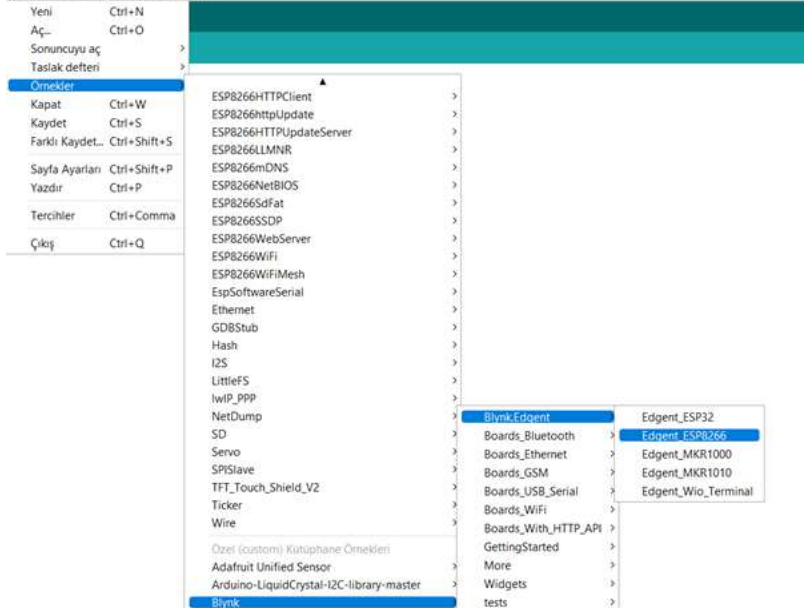 Yeni Ctrl+N
Aç... Ctrl+O
Sonuncuyu aç
Taslak defteri
Örnekler
Kapat Ctrl+W
Kaydet Ctrl+S
Farklı Kaydet... Ctrl+Shift+S
Sayfa Ayarları Ctrl+Shift+P
Yazdır Ctrl+P
Tercihler Ctrl+Comma
Çıkış Ctrl+Q
ESP8266HTTPClient
ESP8266httpUpdate
ESP8266HTTPUpdateServer
ESP8266LLMNR
ESP8266mDNS
ESP8266NetBIOS
ESP8266SdFat
ESP8266SSDP
ESP8266WebServer
ESP8266WiFi
ESP8266WiFiMesh
EspSoftwareSerial
Ethernet
GDBStub
Hash
I2S
LittleFS
lwIP_PPP
NetDump
SD
Servo
SPISlave
TFT_Touch_Shield_V2
Ticker
Wire
Özel (custom) Kütüphane Örnekleri
Adafruit Unified Sensor
Arduino-LiquidCrystal-I2C-library-master
Blynk
Blynk.Edgent
Boards_Bluetooth
Boards_Ethernet
Boards_GSM
Boards_USB_Serial
Boards_WiFi
Boards_With_HTTP_API
GettingStarted
More
Widgets
tests
Edgent_ESP32
Edgent_ESP8266
Edgent_MKR1000
Edgent_MKR1010
Edgent_Wio_Terminal